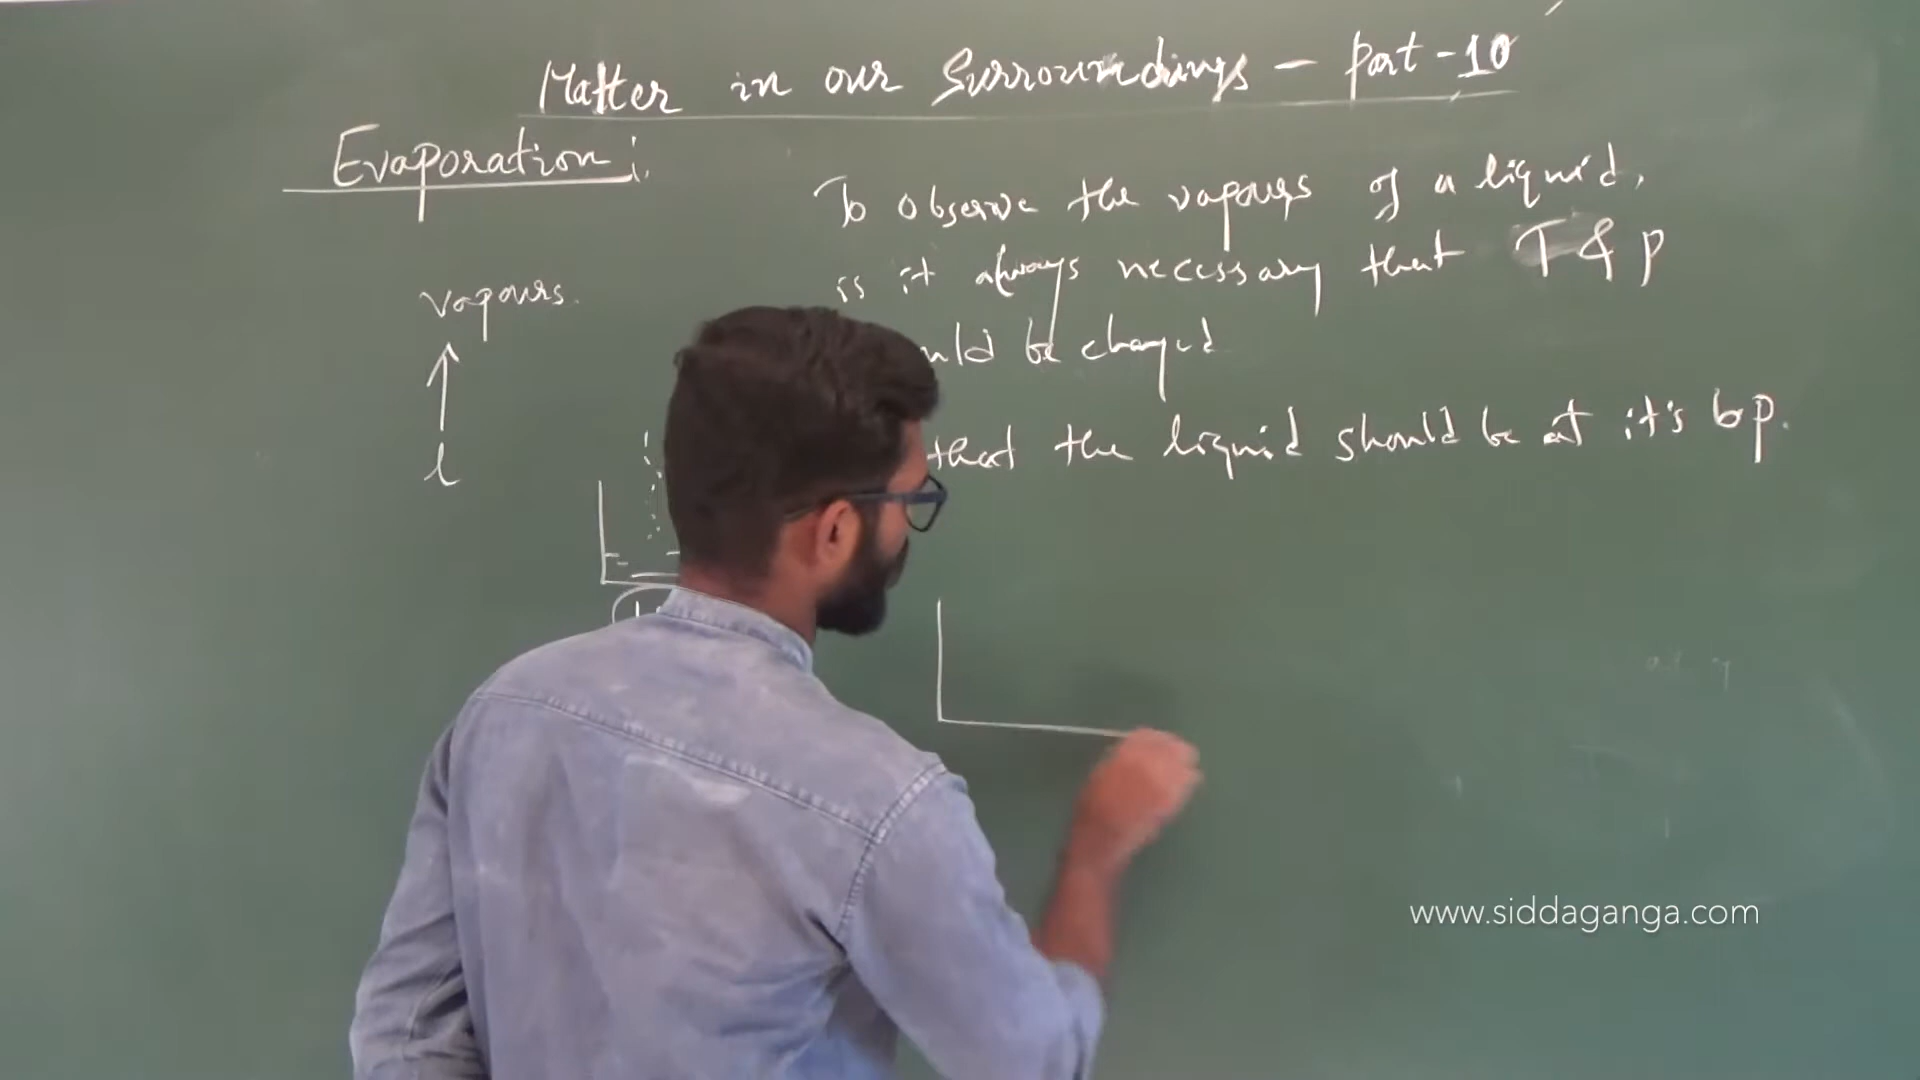 Matter in our Surroundings - Part-10
Evaporation:
To observe the vapours of a liquid,
is it always necessary that T & P
uld be changed
that the liquid should be at it's bp.
vapours.
l
www.siddaganga.com